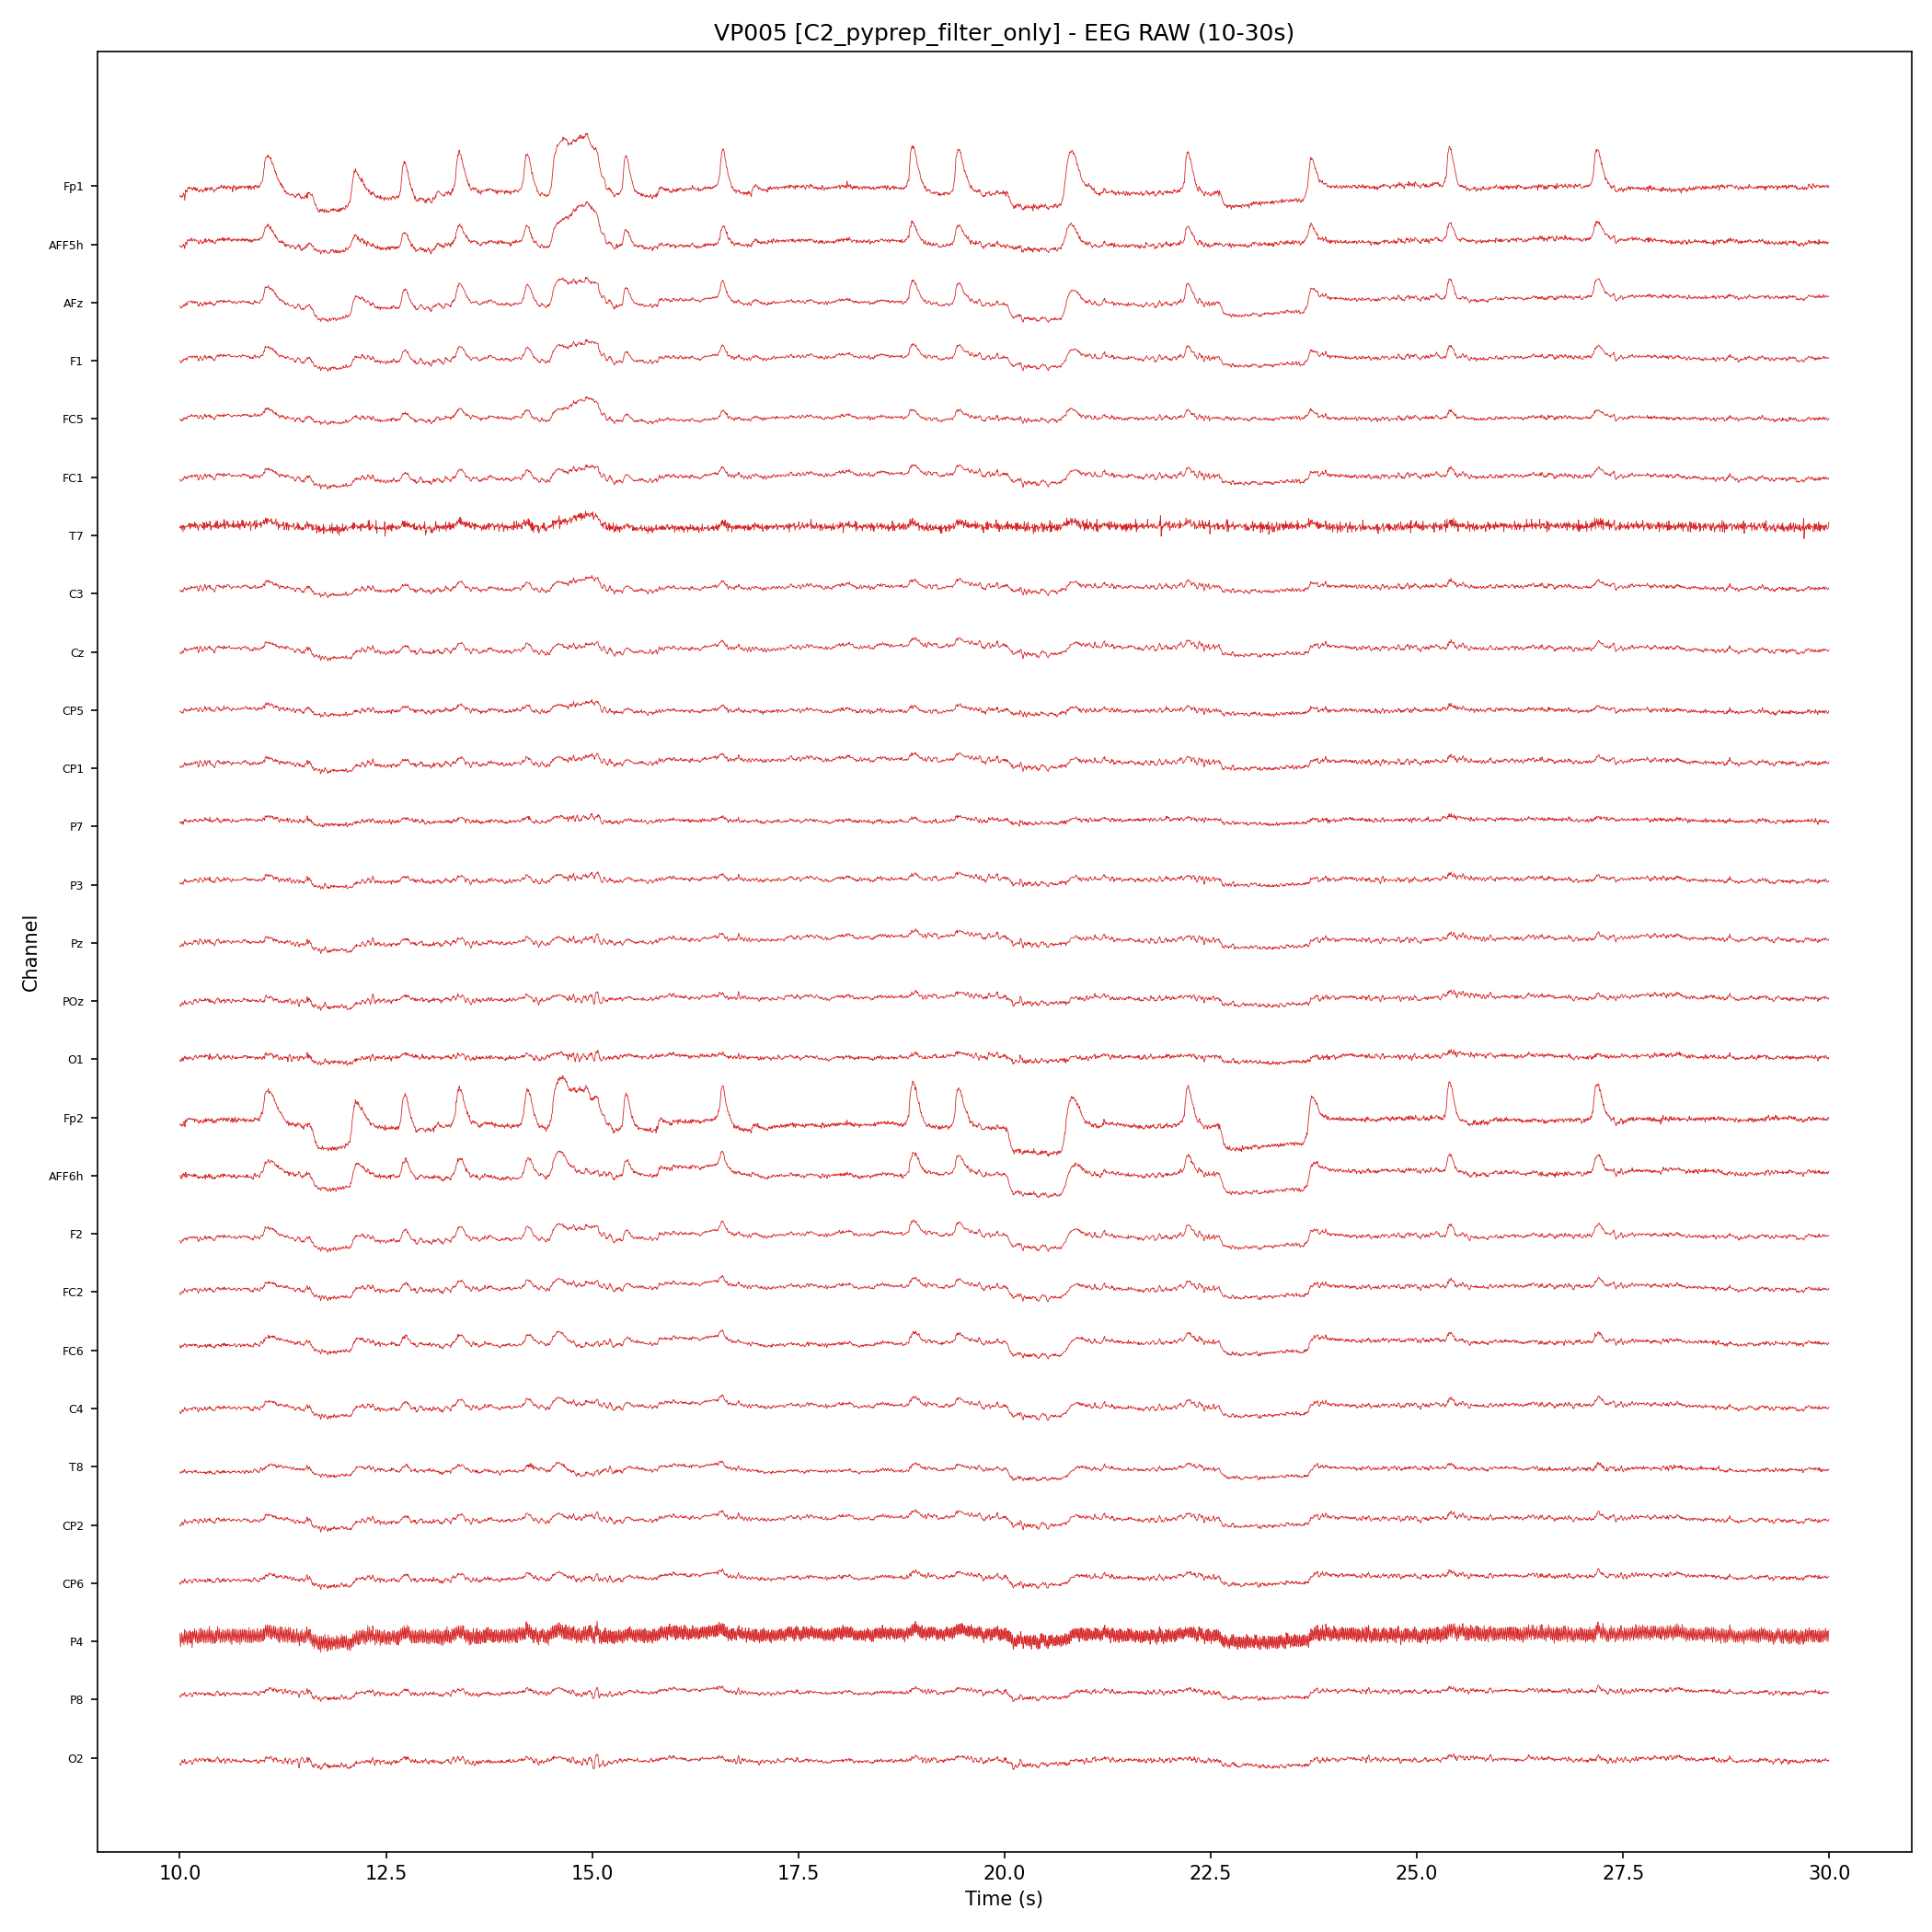 VP005 [C2_pyprep_filter_only] - EEG RAW (10-30s)
Channel
Fp1
AFF5h
AFz
F1
FC5
FC1
T7
C3
Cz
CP5
CP1
P7
P3
Pz
POz
O1
Fp2
AFF6h
F2
FC2
FC6
C4
T8
CP2
CP6
P4
P8
O2
10.0 12.5 15.0 17.5 20.0 22.5 25.0 27.5 30.0
Time (s)